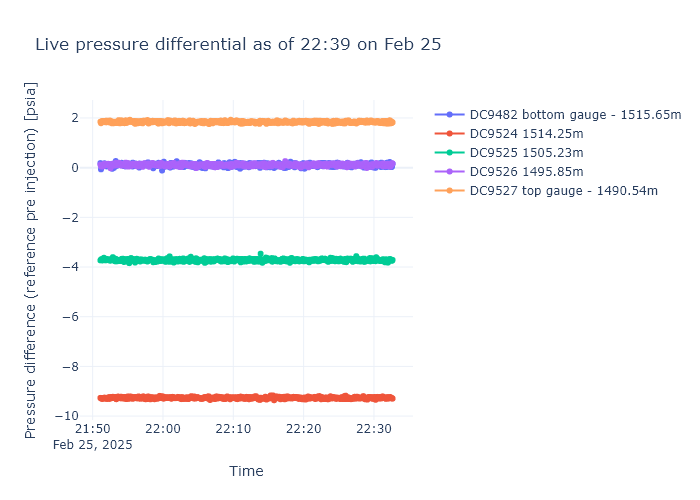 Live pressure differential as of 22:39 on Feb 25
Pressure difference (reference pre injection) [psia]
2
0
−2
−4
−6
−8
−10
21:50
Feb 25, 2025
22:00
22:10
22:20
22:30
Time
DC9482 bottom gauge - 1515.65m
DC9524 1514.25m
DC9525 1505.23m
DC9526 1495.85m
DC9527 top gauge - 1490.54m